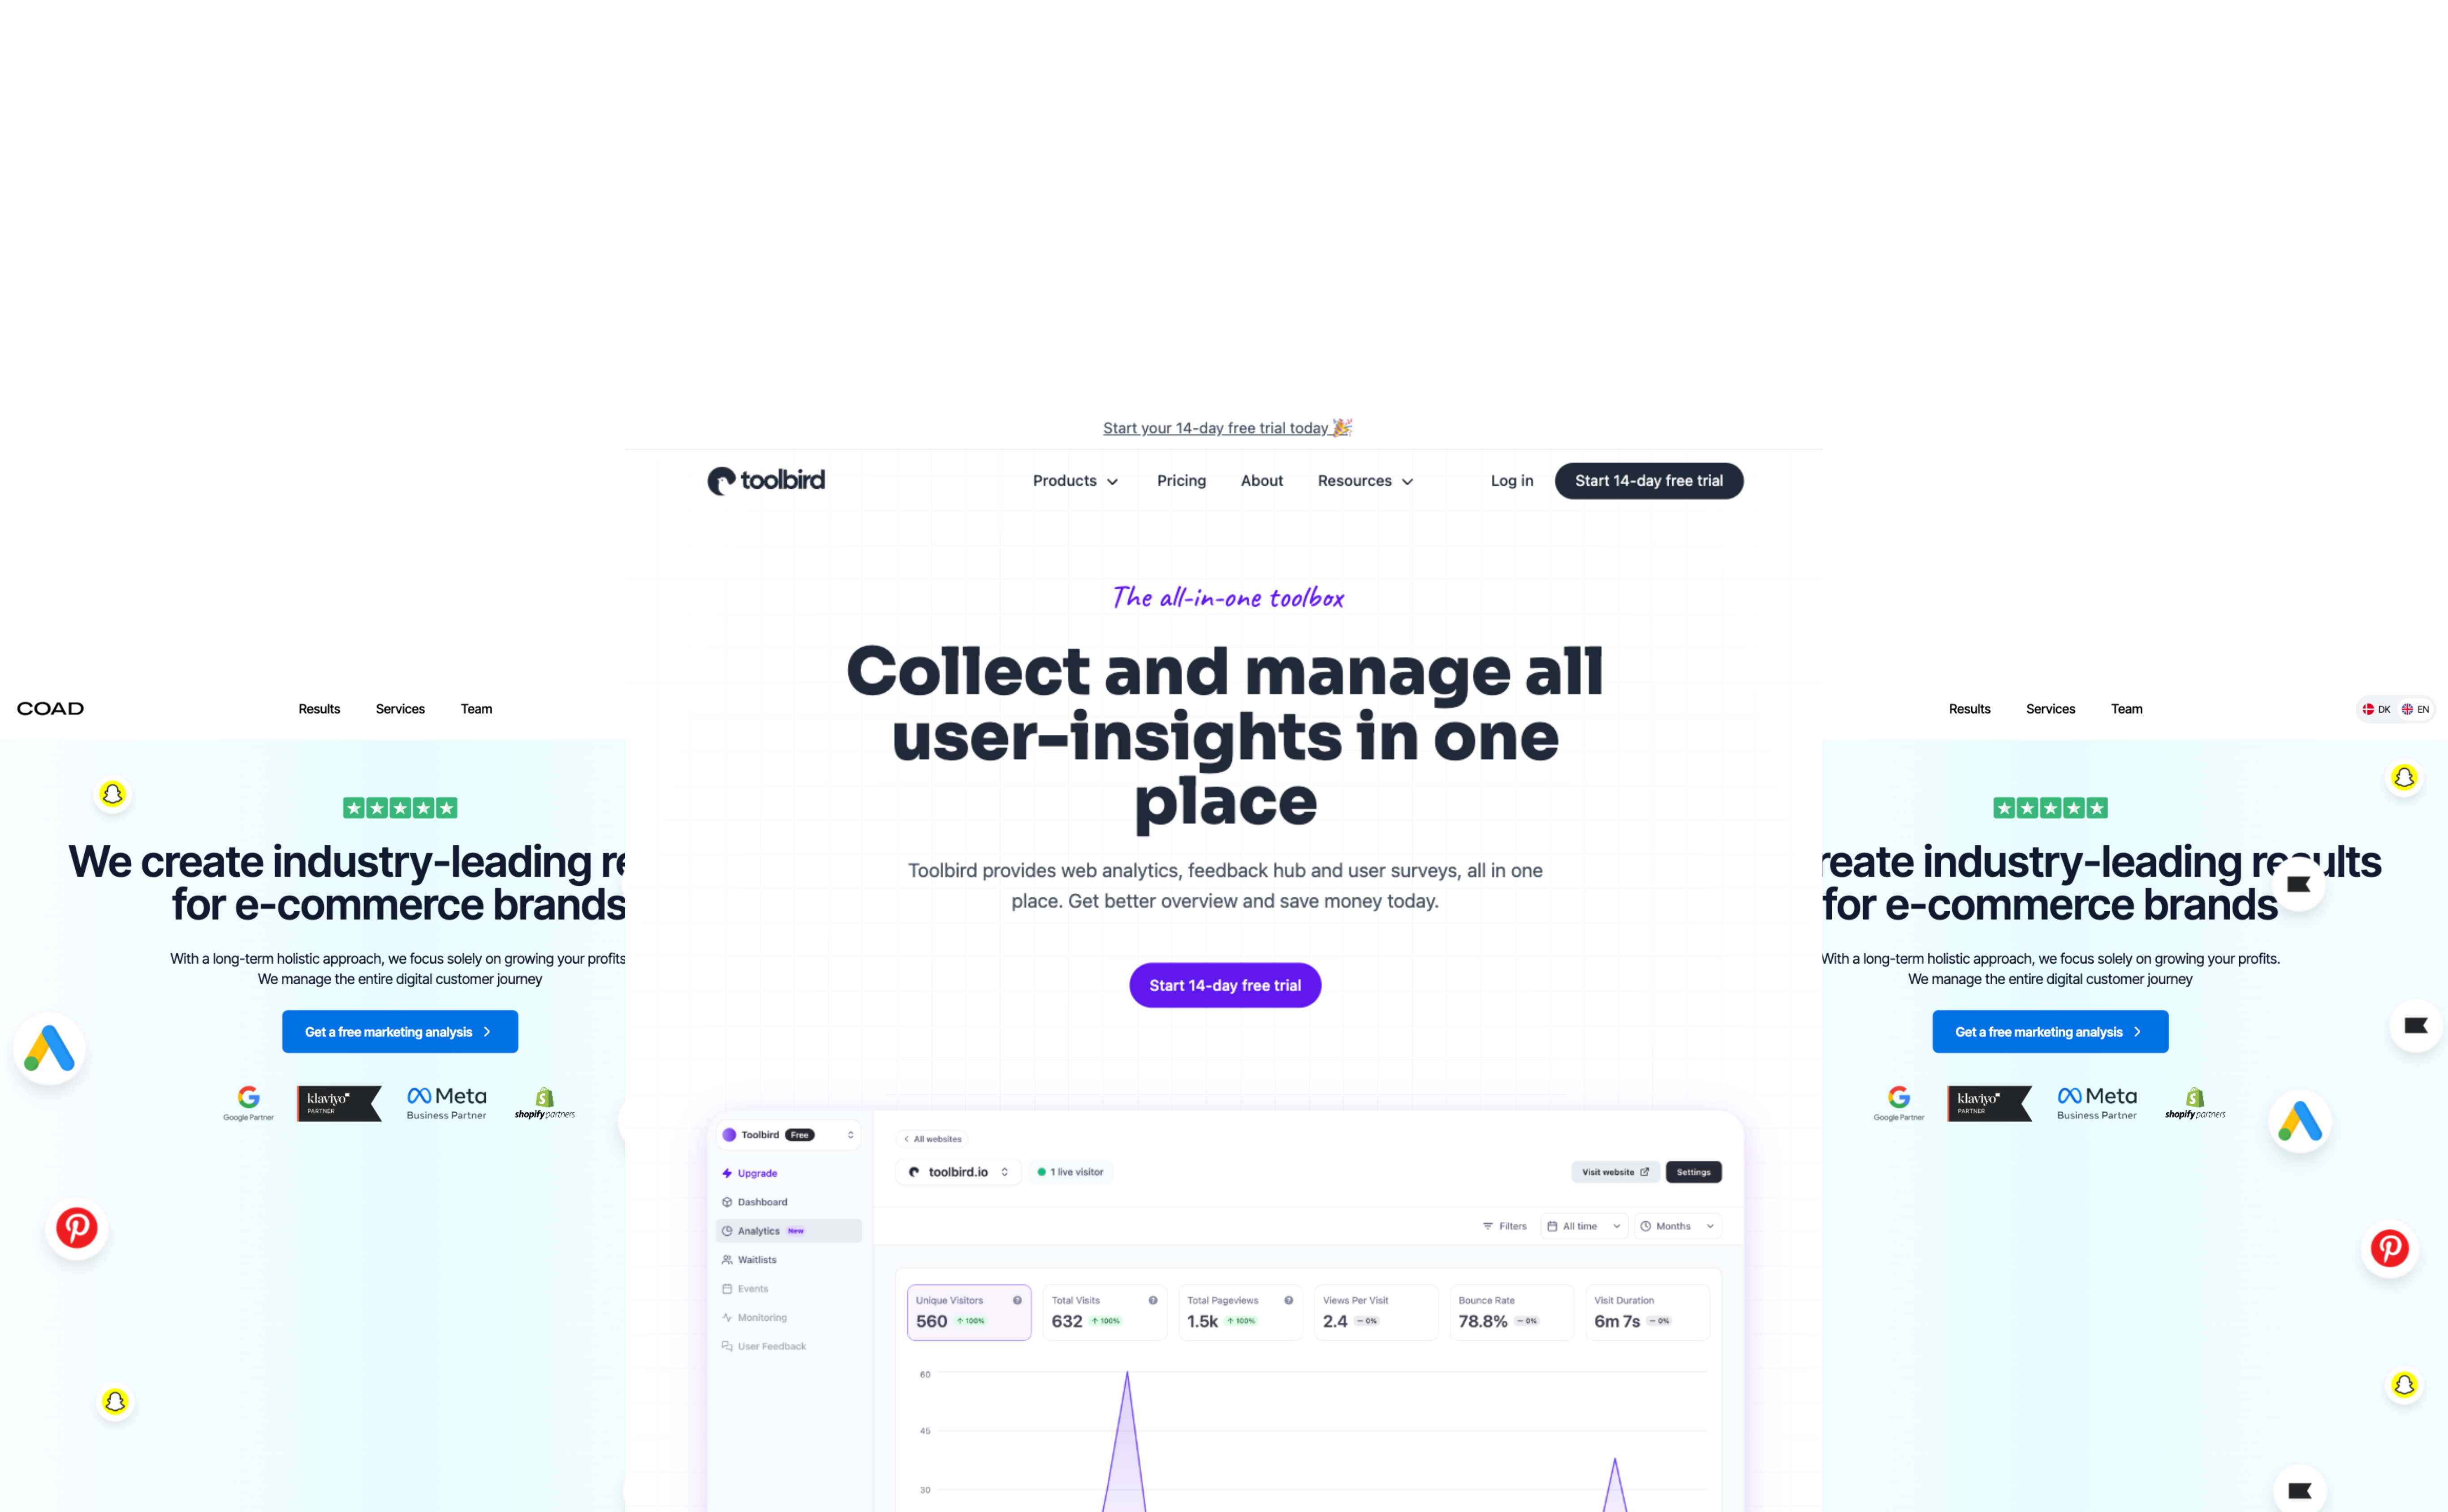 Start your 14-day free trial today 🎉
toolbird
Products
Pricing
About
Resources
Log in
Start 14-day free trial
The all-in-one toolbox
Collect and manage all
user-insights in one
place
Toolbird provides web analytics, feedback hub and user surveys, all in one
place. Get better overview and save money today.
Start 14-day free trial
Toolbird Free
Upgrade
Dashboard
Analytics New
Waitlists
Events
Monitoring
User Feedback
All websites
toolbird.io
1 live visitor
Visit website
Settings
Filters
All time
Months
Unique Visitors
560 ↑ 100%
Total Visits
632 ↑ 100%
Total Pageviews
1.5k ↑ 100%
Views Per Visit
2.4 – 0%
Bounce Rate
78.8% – 0%
Visit Duration
6m 7s – 0%
60
45
30
COAD
Results
Services
Team
We create industry-leading re
for e-commerce brands
With a long-term holistic approach, we focus solely on growing your profits
We manage the entire digital customer journey
Get a free marketing analysis
Google Partner
klaviyo
PARTNER
Meta
Business Partner
shopify partners
Results
Services
Team
DK
EN
reate industry-leading results
for e-commerce brands
With a long-term holistic approach, we focus solely on growing your profits.
We manage the entire digital customer journey
Get a free marketing analysis
Google Partner
klaviyo
PARTNER
Meta
Business Partner
shopify partners